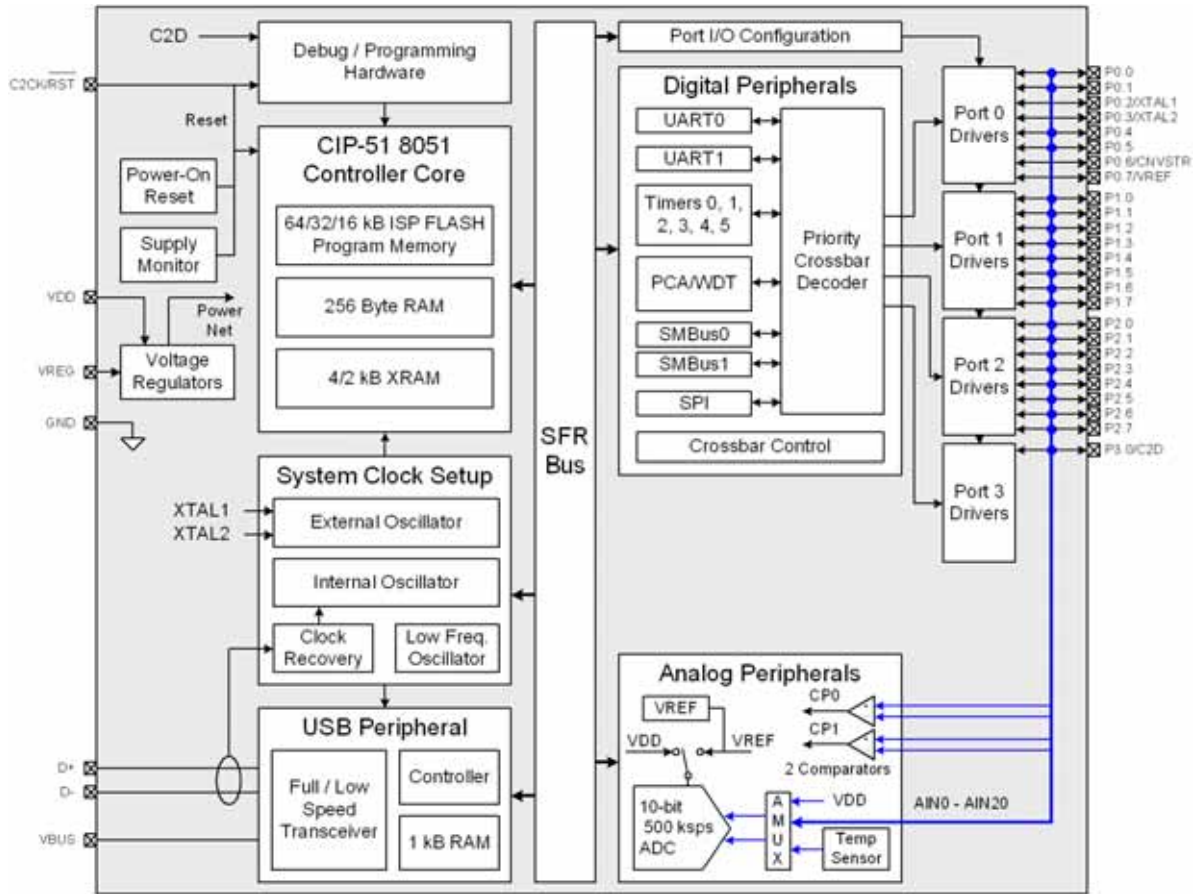 C2D
C2CK/RST
Debug / Programming
Hardware
Reset
Power-On
Reset
Supply
Monitor
VDD
Power
Net
VREG
Voltage
Regulators
GND
CIP-51 8051
Controller Core
64/32/16 kB ISP FLASH
Program Memory
256 Byte RAM
4/2 kB XRAM
System Clock Setup
XTAL1
XTAL2
External Oscillator
Internal Oscillator
Clock
Recovery
Low Freq.
Oscillator
USB Peripheral
D+
D-
VBUS
Full / Low
Speed
Transceiver
Controller
1 kB RAM
SFR
Bus
Port I/O Configuration
Digital Peripherals
UART0
UART1
Timers 0, 1,
2, 3, 4, 5
PCA/WDT
SMBus0
SMBus1
SPI
Priority
Crossbar
Decoder
Crossbar Control
Port 0
Drivers
Port 1
Drivers
Port 2
Drivers
Port 3
Drivers
P0.0
P0.1
P0.2/XTAL1
P0.3/XTAL2
P0.4
P0.5
P0.6/CNVSTR
P0.7/VREF
P1.0
P1.1
P1.2
P1.3
P1.4
P1.5
P1.6
P1.7
P2.0
P2.1
P2.2
P2.3
P2.4
P2.5
P2.6
P2.7
P3.0/C2D
Analog Peripherals
VREF
VDD
VREF
CP0
CP1
2 Comparators
10-bit
500 ksps
ADC
A
M
U
X
VDD
Temp
Sensor
AIN0 - AIN20